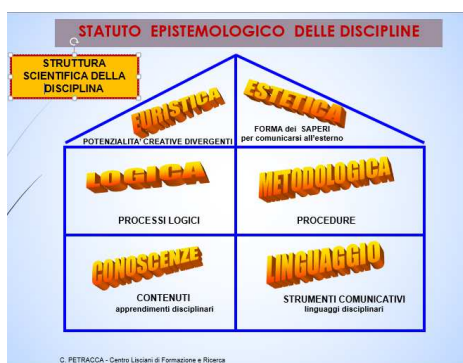 STATUTO EPISTEMOLOGICO DELLE DISCIPLINE
STRUTTURA
SCIENTIFICA DELLA
DISCIPLINA
EURISTICA
POTENZIALITA' CREATIVE DIVERGENTI
ESTETICA
FORMA dei SAPERI
per comunicarsi all'esterno
LOGICA
PROCESSI LOGICI
METODOLOGICA
PROCEDURE
CONOSCENZE
CONTENUTI
apprendimenti disciplinari
LINGUAGGIO
STRUMENTI COMUNICATIVI
linguaggi disciplinari
C. PETRACCA - Centro Lisciani di Formazione e Ricerca